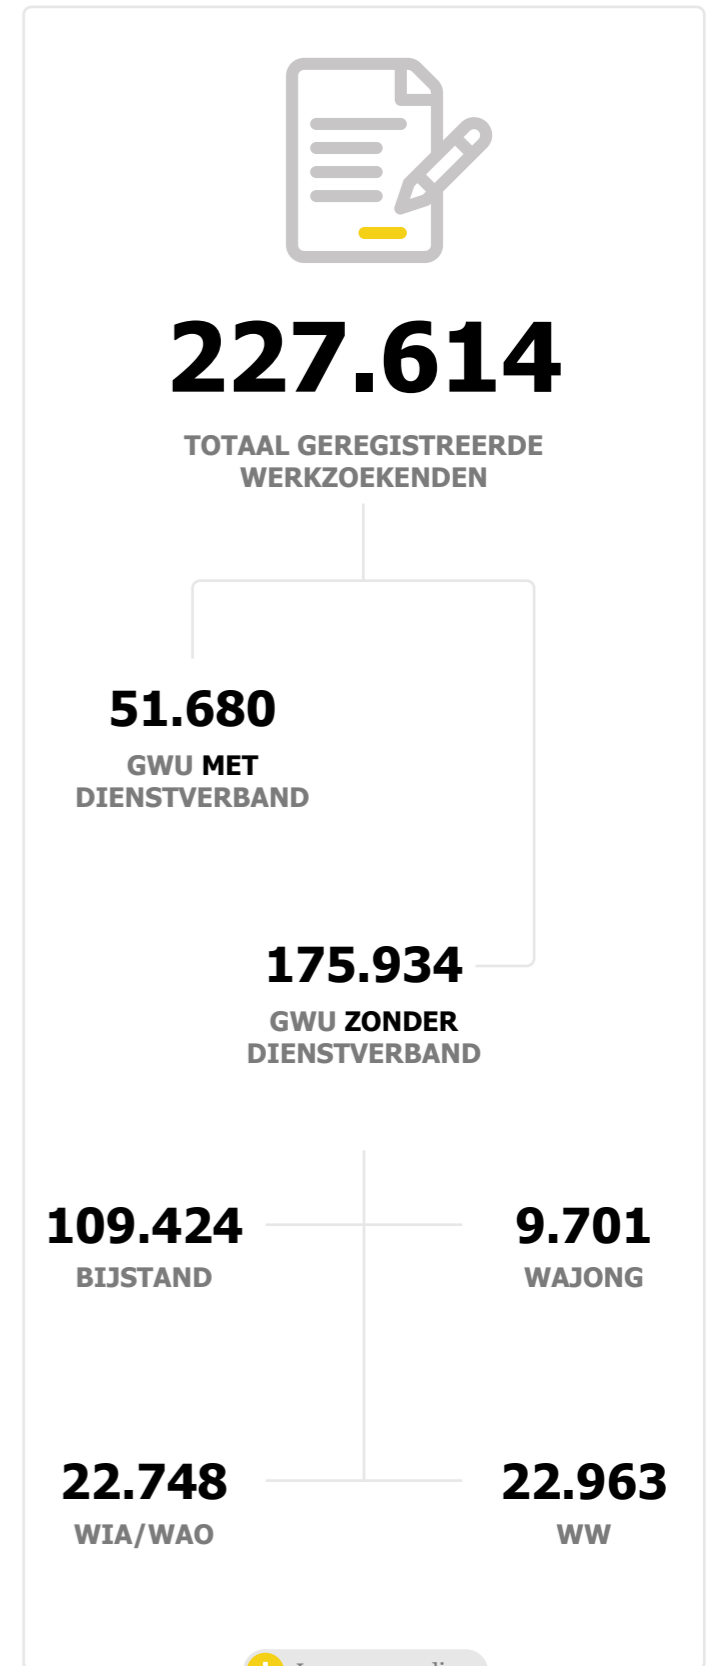 227.614
TOTAAL GEREGISTREERDE
WERKZOEKENDEN
51.680
GWU MET
DIENSTVERBAND
175.934
GWU ZONDER
DIENSTVERBAND
109.424
BIJSTAND
9.701
WAJONG
22.748
WIA/WAO
22.963
WW